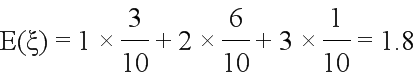 E(ξ) = 1 × 3/10 + 2 × 6/10 + 3 × 1/10 = 1.8